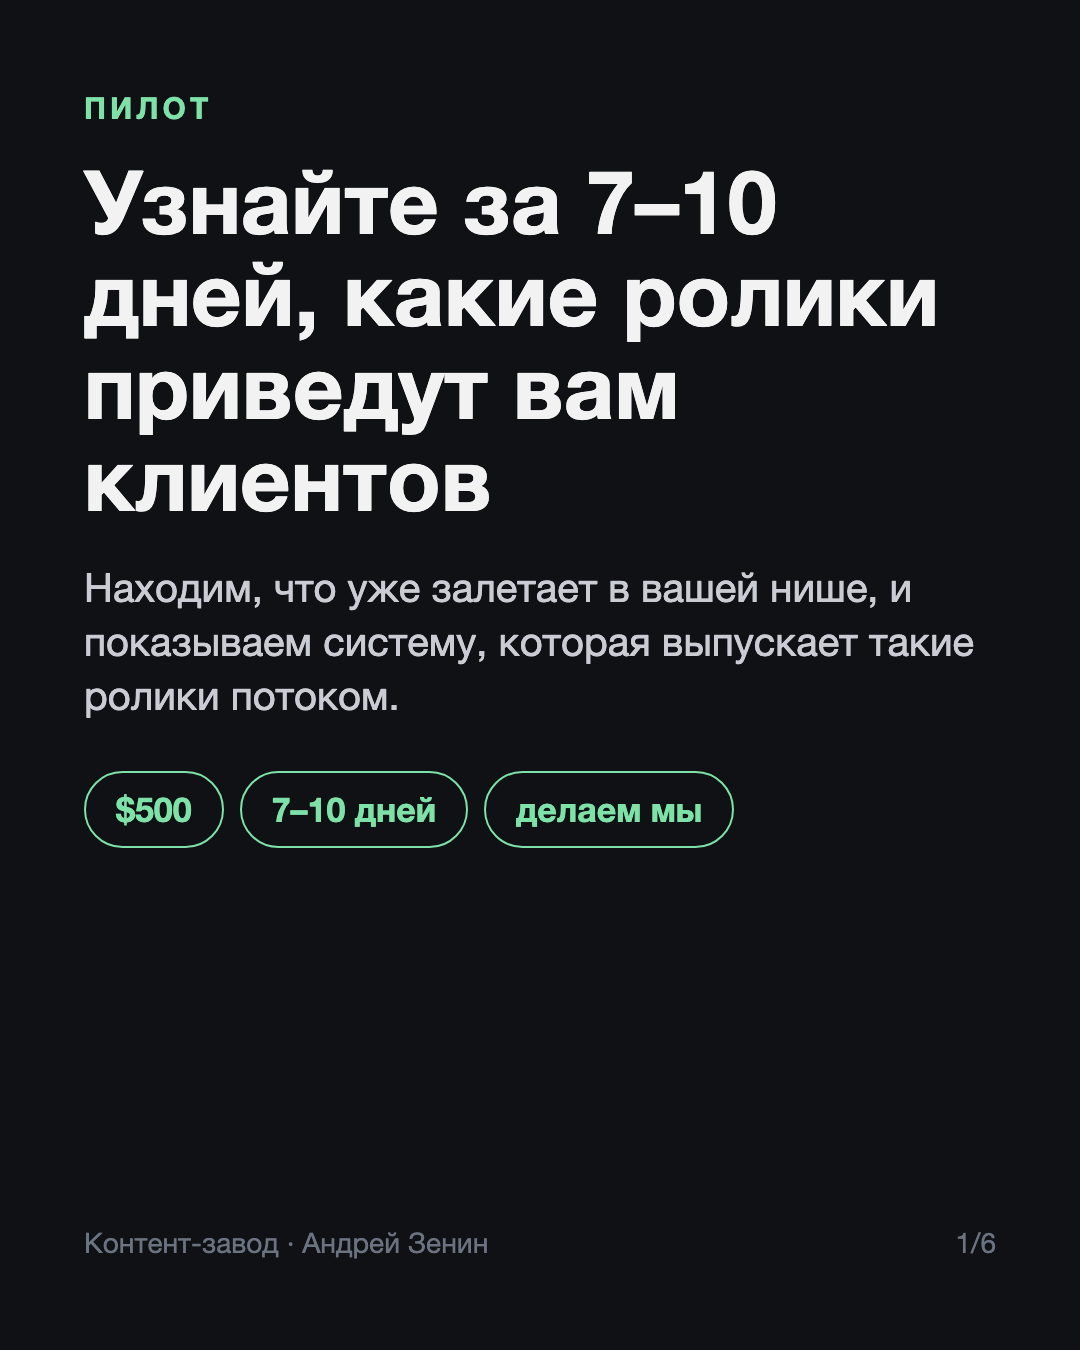 ПИЛОТ
Узнайте за 7–10
дней, какие ролики
приведут вам
клиентов
Находим, что уже залетает в вашей нише, и
показываем систему, которая выпускает такие
ролики потоком.
$500 7–10 дней делаем мы
Контент-завод · Андрей Зенин 1/6